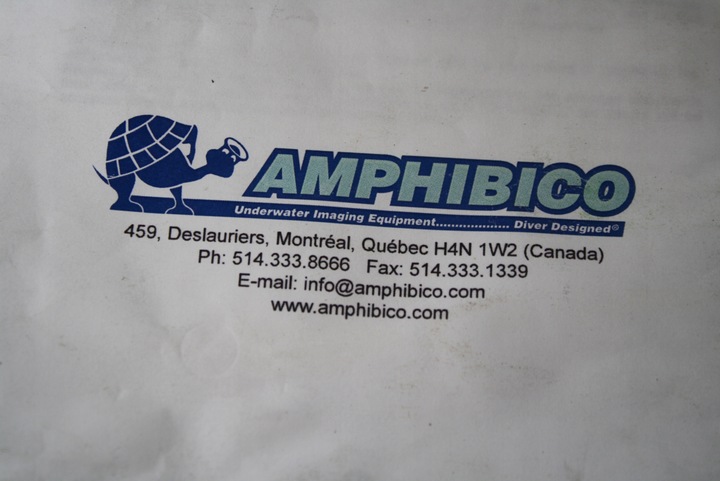 AMPHIBICO
Underwater Imaging Equipment.................. Diver Designed®
459, Deslauriers, Montréal, Québec H4N 1W2 (Canada)
Ph: 514.333.8666 Fax: 514.333.1339
E-mail: info@amphibico.com
www.amphibico.com